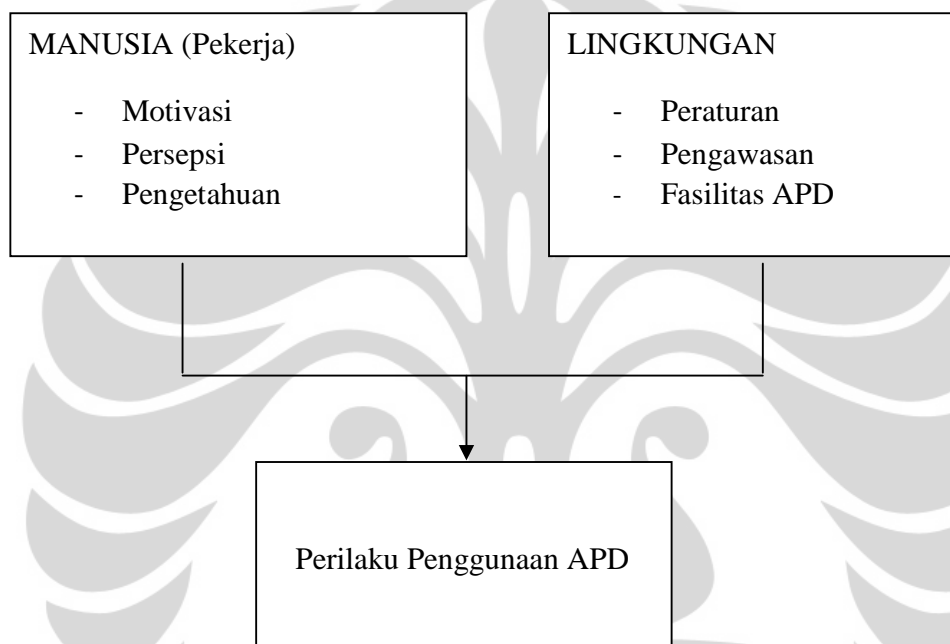 MANUSIA (Pekerja)
- Motivasi
- Persepsi
- Pengetahuan
LINGKUNGAN
- Peraturan
- Pengawasan
- Fasilitas APD
Perilaku Penggunaan APD